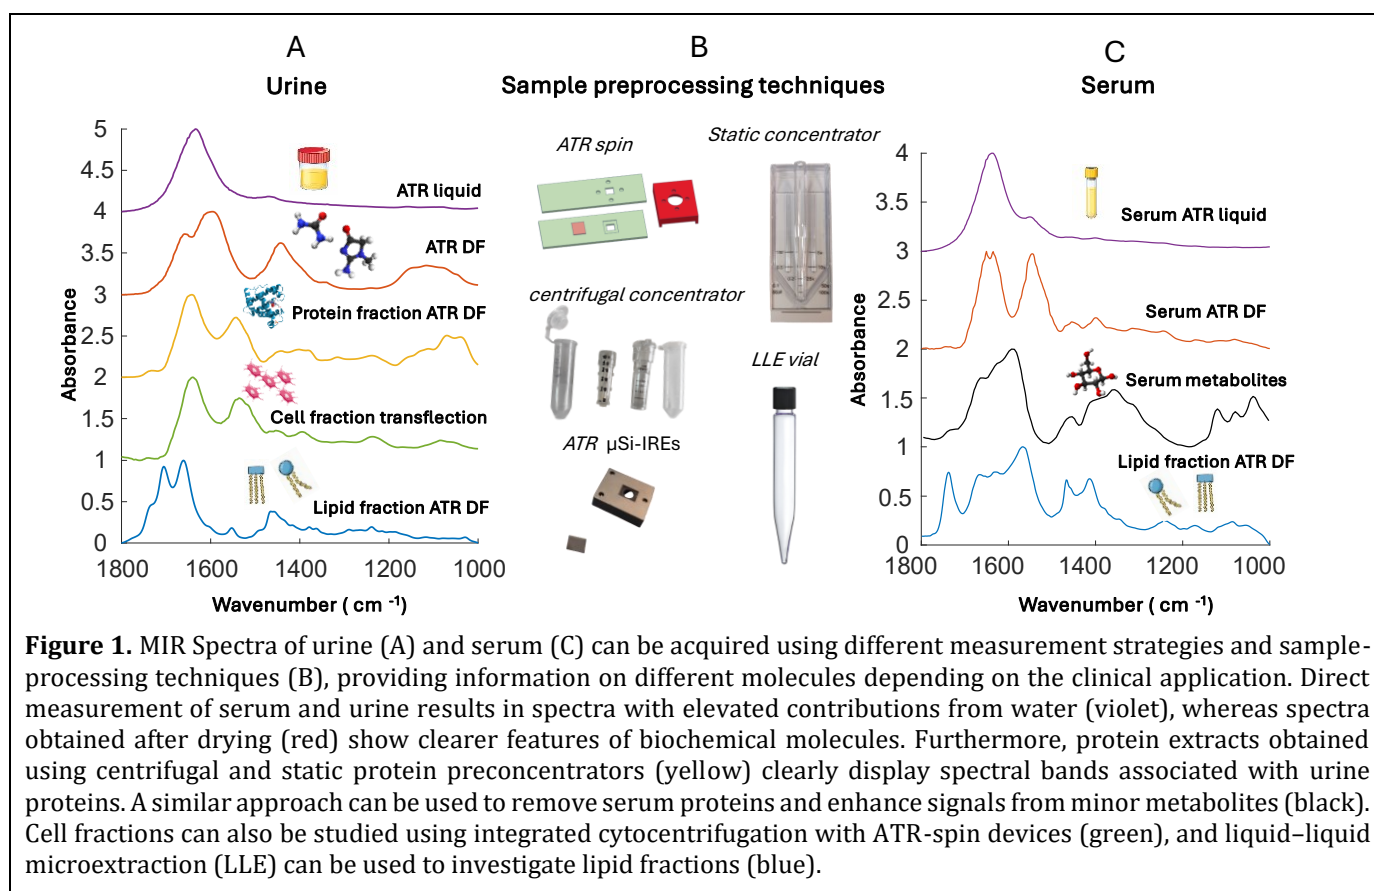 A
Urine
5
4.5
4
3.5
3
2.5
2
1.5
1
0.5
0
Absorbance
ATR liquid
ATR DF
Protein fraction ATR DF
Cell fraction transflection
Lipid fraction ATR DF
1800 1600 1400 1200 1000
Wavenumber ( cm -1)
B
Sample preprocessing techniques
ATR spin
Static concentrator
centrifugal concentrator
LLE vial
ATR µSi-IREs
C
Serum
4
3.5
3
2.5
2
1.5
1
0.5
0
Absorbance
Serum ATR liquid
Serum ATR DF
Serum metabolites
Lipid fraction ATR DF
1800 1600 1400 1200 1000
Wavenumber ( cm -1)
Figure 1. MIR Spectra of urine (A) and serum (C) can be acquired using different measurement strategies and sample-
processing techniques (B), providing information on different molecules depending on the clinical application. Direct
measurement of serum and urine results in spectra with elevated contributions from water (violet), whereas spectra
obtained after drying (red) show clearer features of biochemical molecules. Furthermore, protein extracts obtained
using centrifugal and static protein preconcentrators (yellow) clearly display spectral bands associated with urine
proteins. A similar approach can be used to remove serum proteins and enhance signals from minor metabolites (black).
Cell fractions can also be studied using integrated cytocentrifugation with ATR-spin devices (green), and liquid–liquid
microextraction (LLE) can be used to investigate lipid fractions (blue).